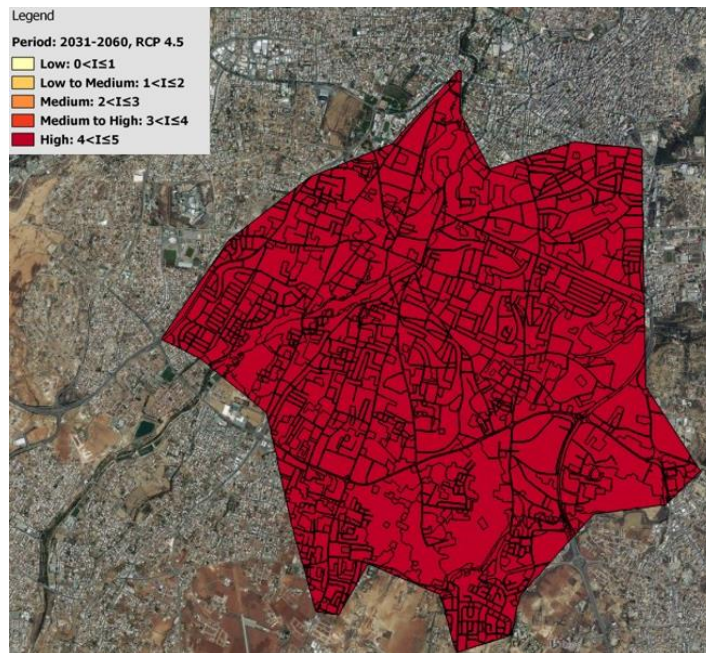 Legend
Period: 2031-2060, RCP 4.5
Low: 0<I≤1
Low to Medium: 1<I≤2
Medium: 2<I≤3
Medium to High: 3<I≤4
High: 4<I≤5